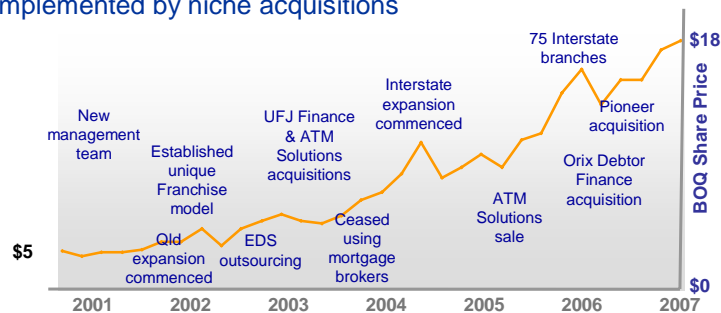 mplemented by niche acquisitions
$18
75 Interstate
branches
Interstate
expansion
commenced
New
management
team
UFJ Finance
& ATM
Solutions
acquisitions
Pioneer
acquisition
Established
unique
Franchise
model
Orix Debtor
Finance
acquisition
BOQ Share Price
ATM
Solutions
sale
Ceased
using
mortgage
brokers
Qld
expansion
commenced
EDS
outsourcing
$5
$0
2001
2002
2003
2004
2005
2006
2007